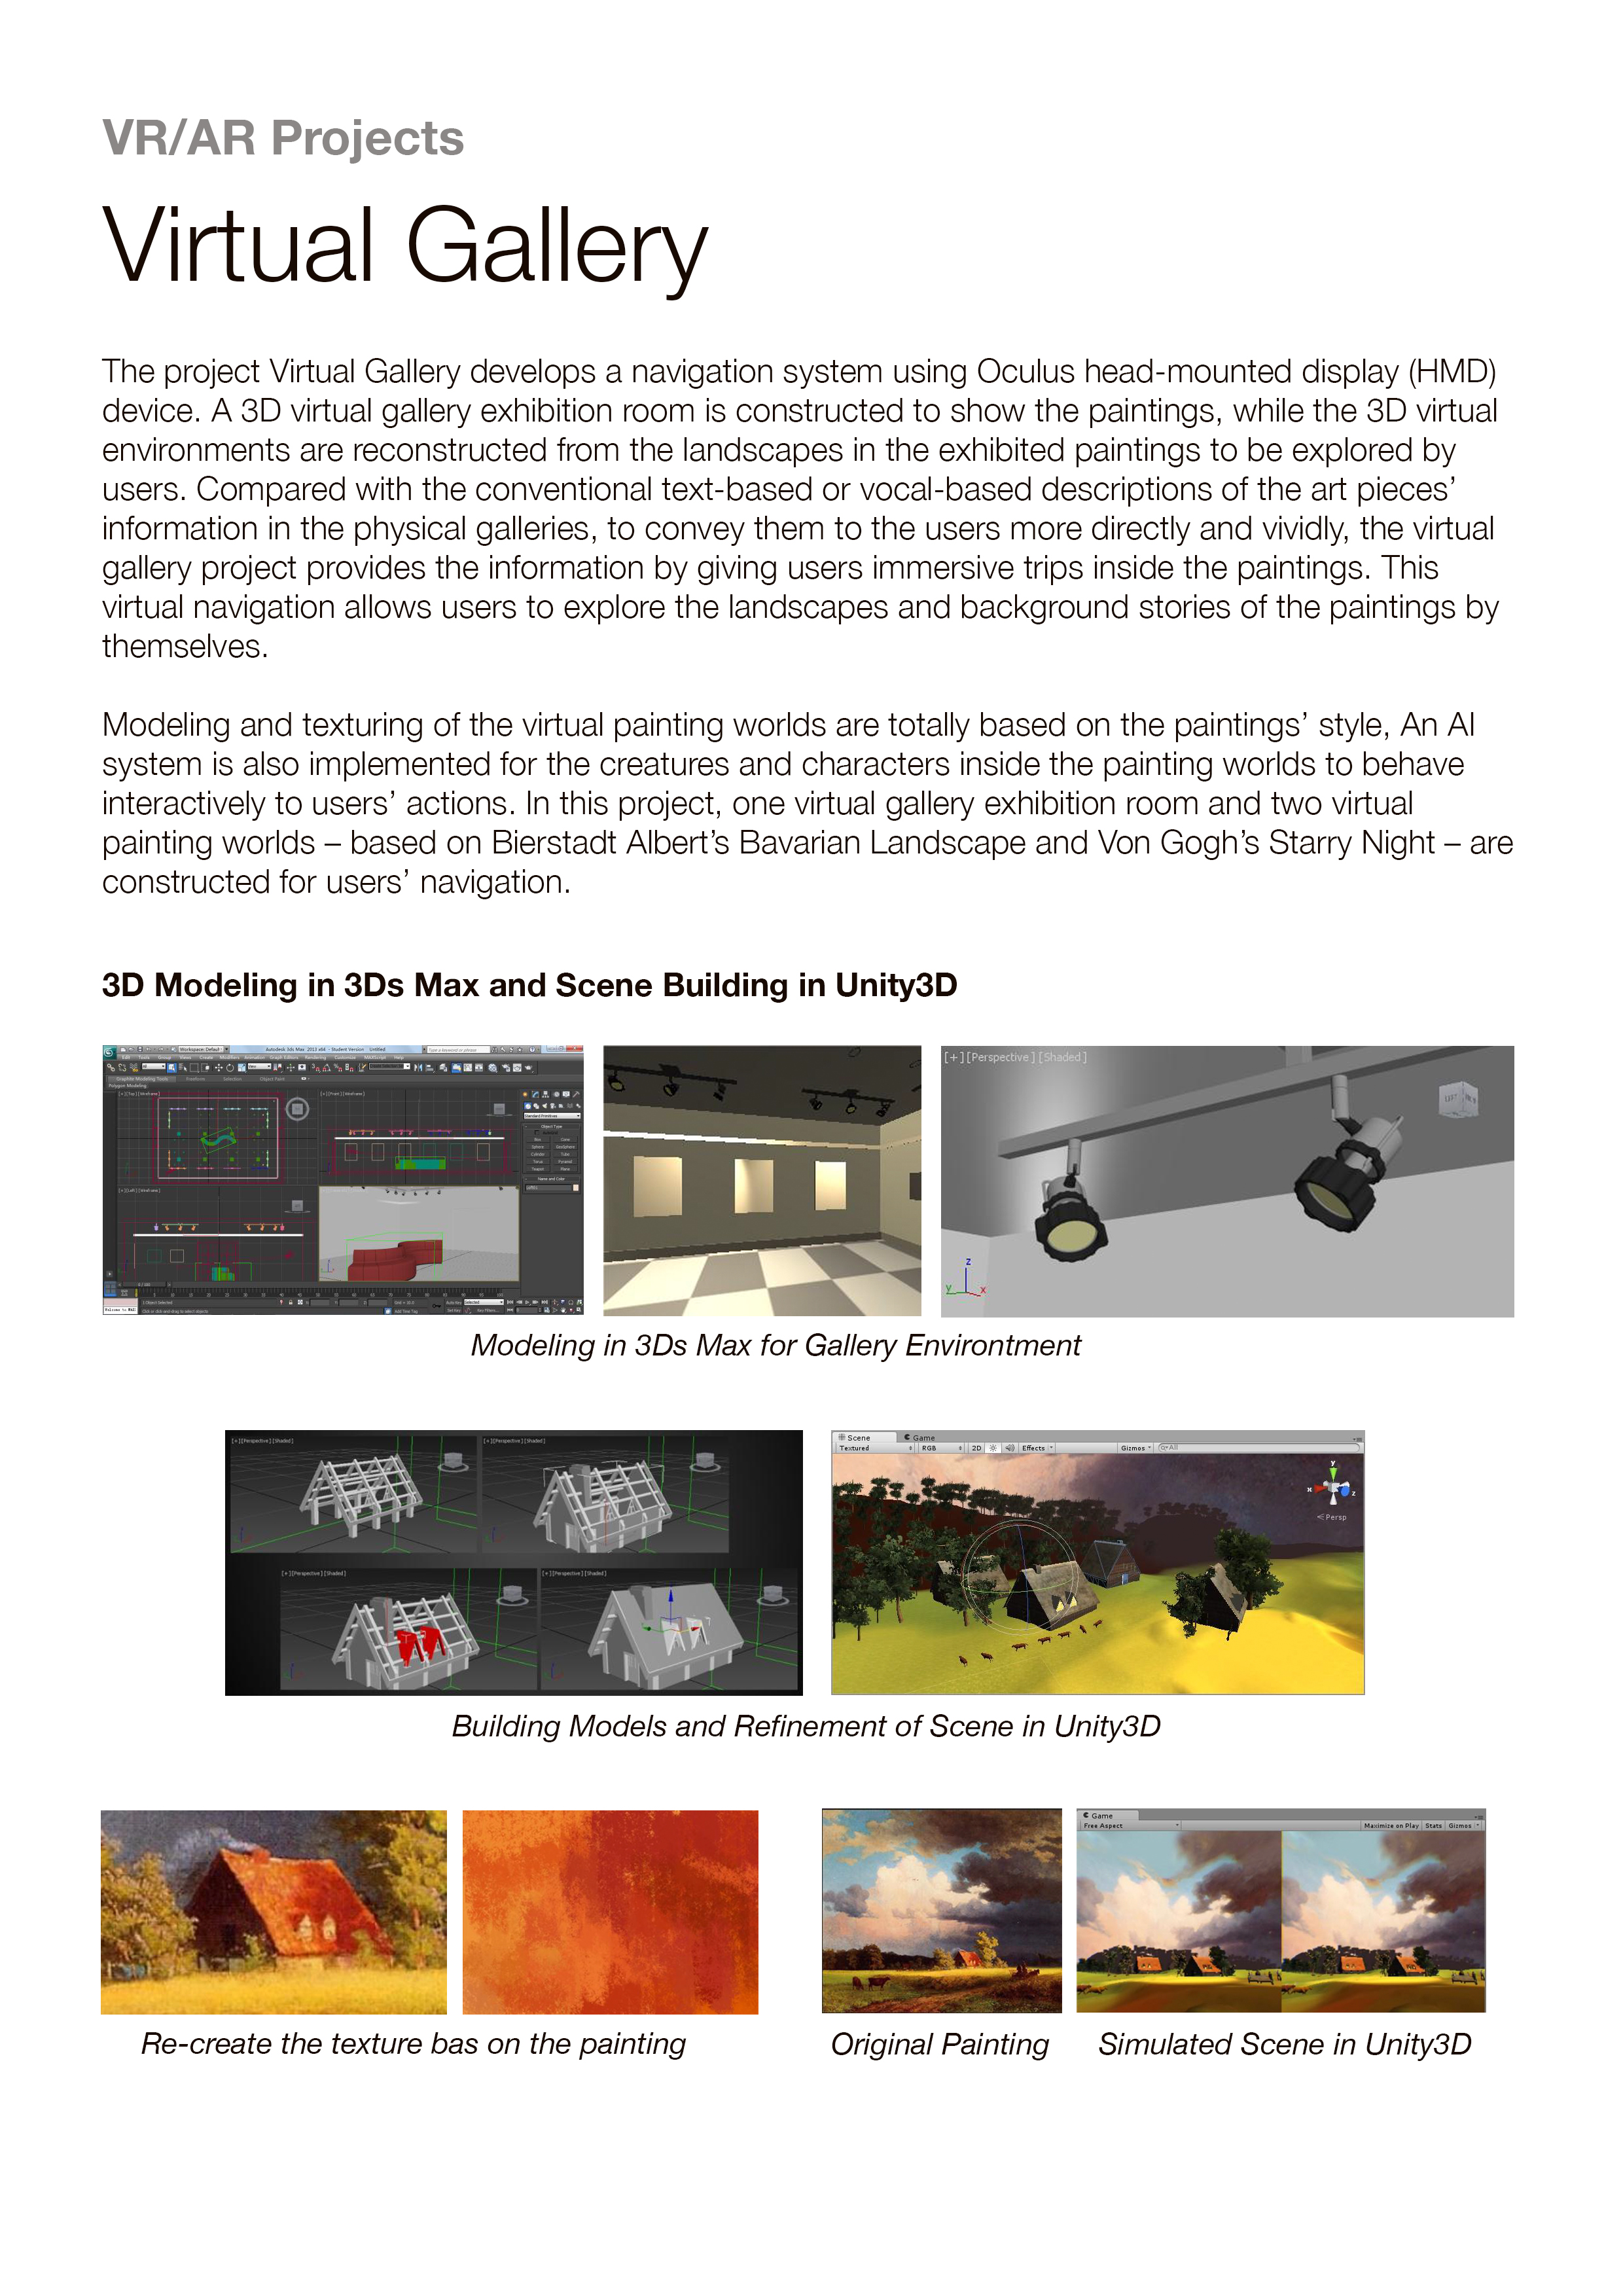 VR/AR Projects
Virtual Gallery
The project Virtual Gallery develops a navigation system using Oculus head-mounted display (HMD)
device. A 3D virtual gallery exhibition room is constructed to show the paintings, while the 3D virtual
environments are reconstructed from the landscapes in the exhibited paintings to be explored by
users. Compared with the conventional text-based or vocal-based descriptions of the art pieces’
information in the physical galleries, to convey them to the users more directly and vividly, the virtual
gallery project provides the information by giving users immersive trips inside the paintings. This
virtual navigation allows users to explore the landscapes and background stories of the paintings by
themselves.
Modeling and texturing of the virtual painting worlds are totally based on the paintings’ style, An AI
system is also implemented for the creatures and characters inside the painting worlds to behave
interactively to users’ actions. In this project, one virtual gallery exhibition room and two virtual
painting worlds – based on Bierstadt Albert’s Bavarian Landscape and Von Gogh’s Starry Night – are
constructed for users’ navigation.
3D Modeling in 3Ds Max and Scene Building in Unity3D
[+][Perspective][Shaded]
z
y
x
Modeling in 3Ds Max for Gallery Environtment
[+][Perspective][Shaded]
[+][Perspective][Shaded]
[+][Perspective][Shaded]
[+][Perspective][Shaded]
Scene
Game
Textured
RGB
2D
Effects
Gizmos
All
y
x
z
Persp
Building Models and Refinement of Scene in Unity3D
Game
Free Aspect
Maximize on Play
Stats
Gizmos
Re-create the texture bas on the painting
Original Painting
Simulated Scene in Unity3D